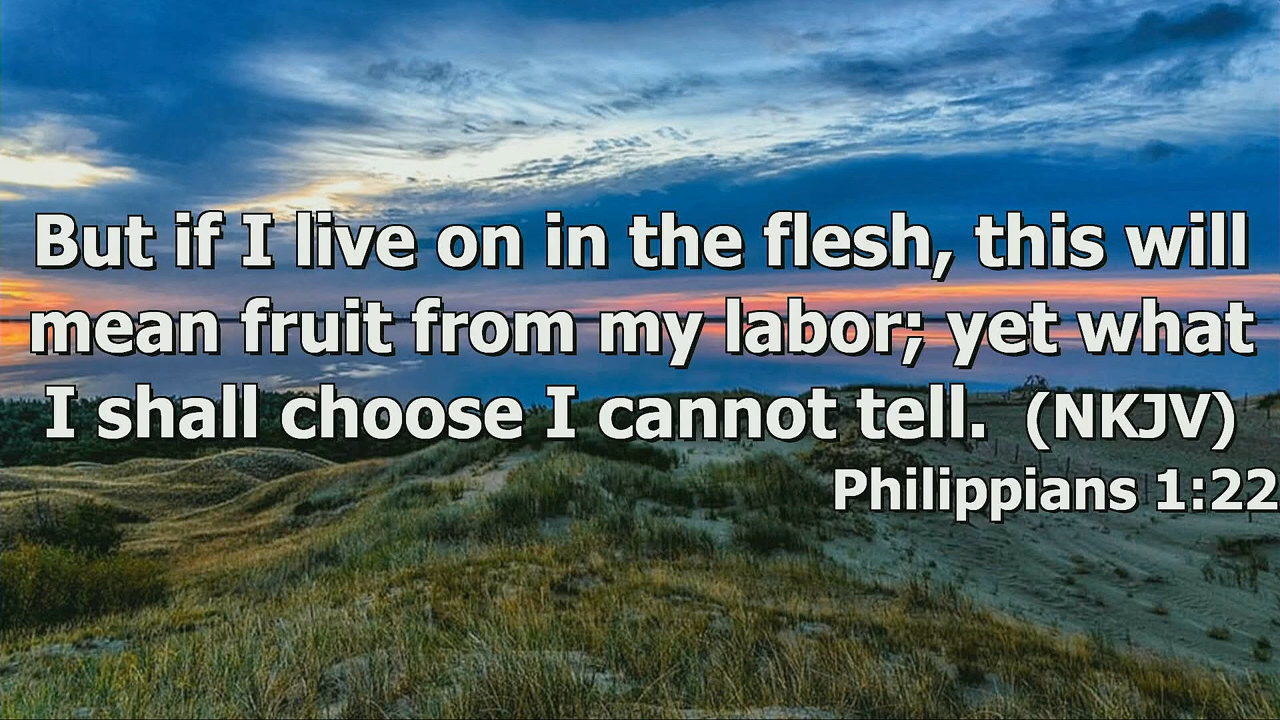 But if I live on in the flesh, this will
mean fruit from my labor; yet what
I shall choose I cannot tell. (NKJV)
Philippians 1:22